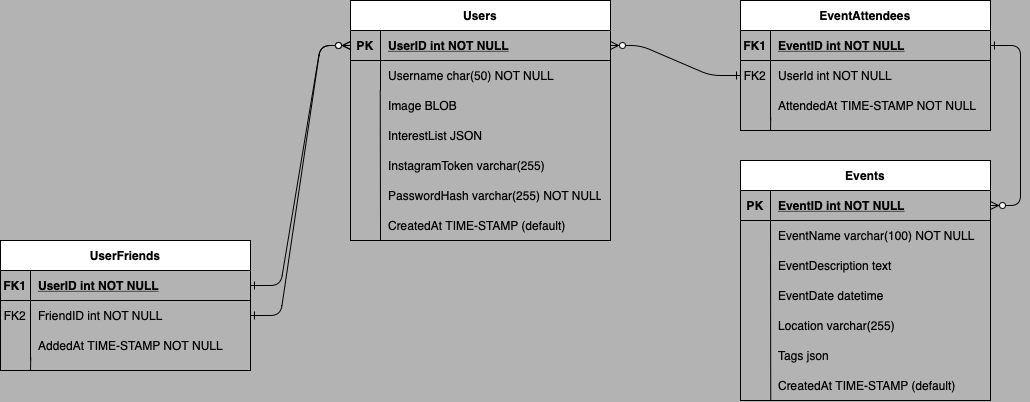 Users
PK UserID int NOT NULL
Username char(50) NOT NULL
Image BLOB
InterestList JSON
InstagramToken varchar(255)
PasswordHash varchar(255) NOT NULL
CreatedAt TIME-STAMP (default)
EventAttendees
FK1 EventID int NOT NULL
FK2 UserId int NOT NULL
AttendedAt TIME-STAMP NOT NULL
Events
PK EventID int NOT NULL
EventName varchar(100) NOT NULL
EventDescription text
EventDate datetime
Location varchar(255)
Tags json
CreatedAt TIME-STAMP (default)
UserFriends
FK1 UserID int NOT NULL
FK2 FriendID int NOT NULL
AddedAt TIME-STAMP NOT NULL